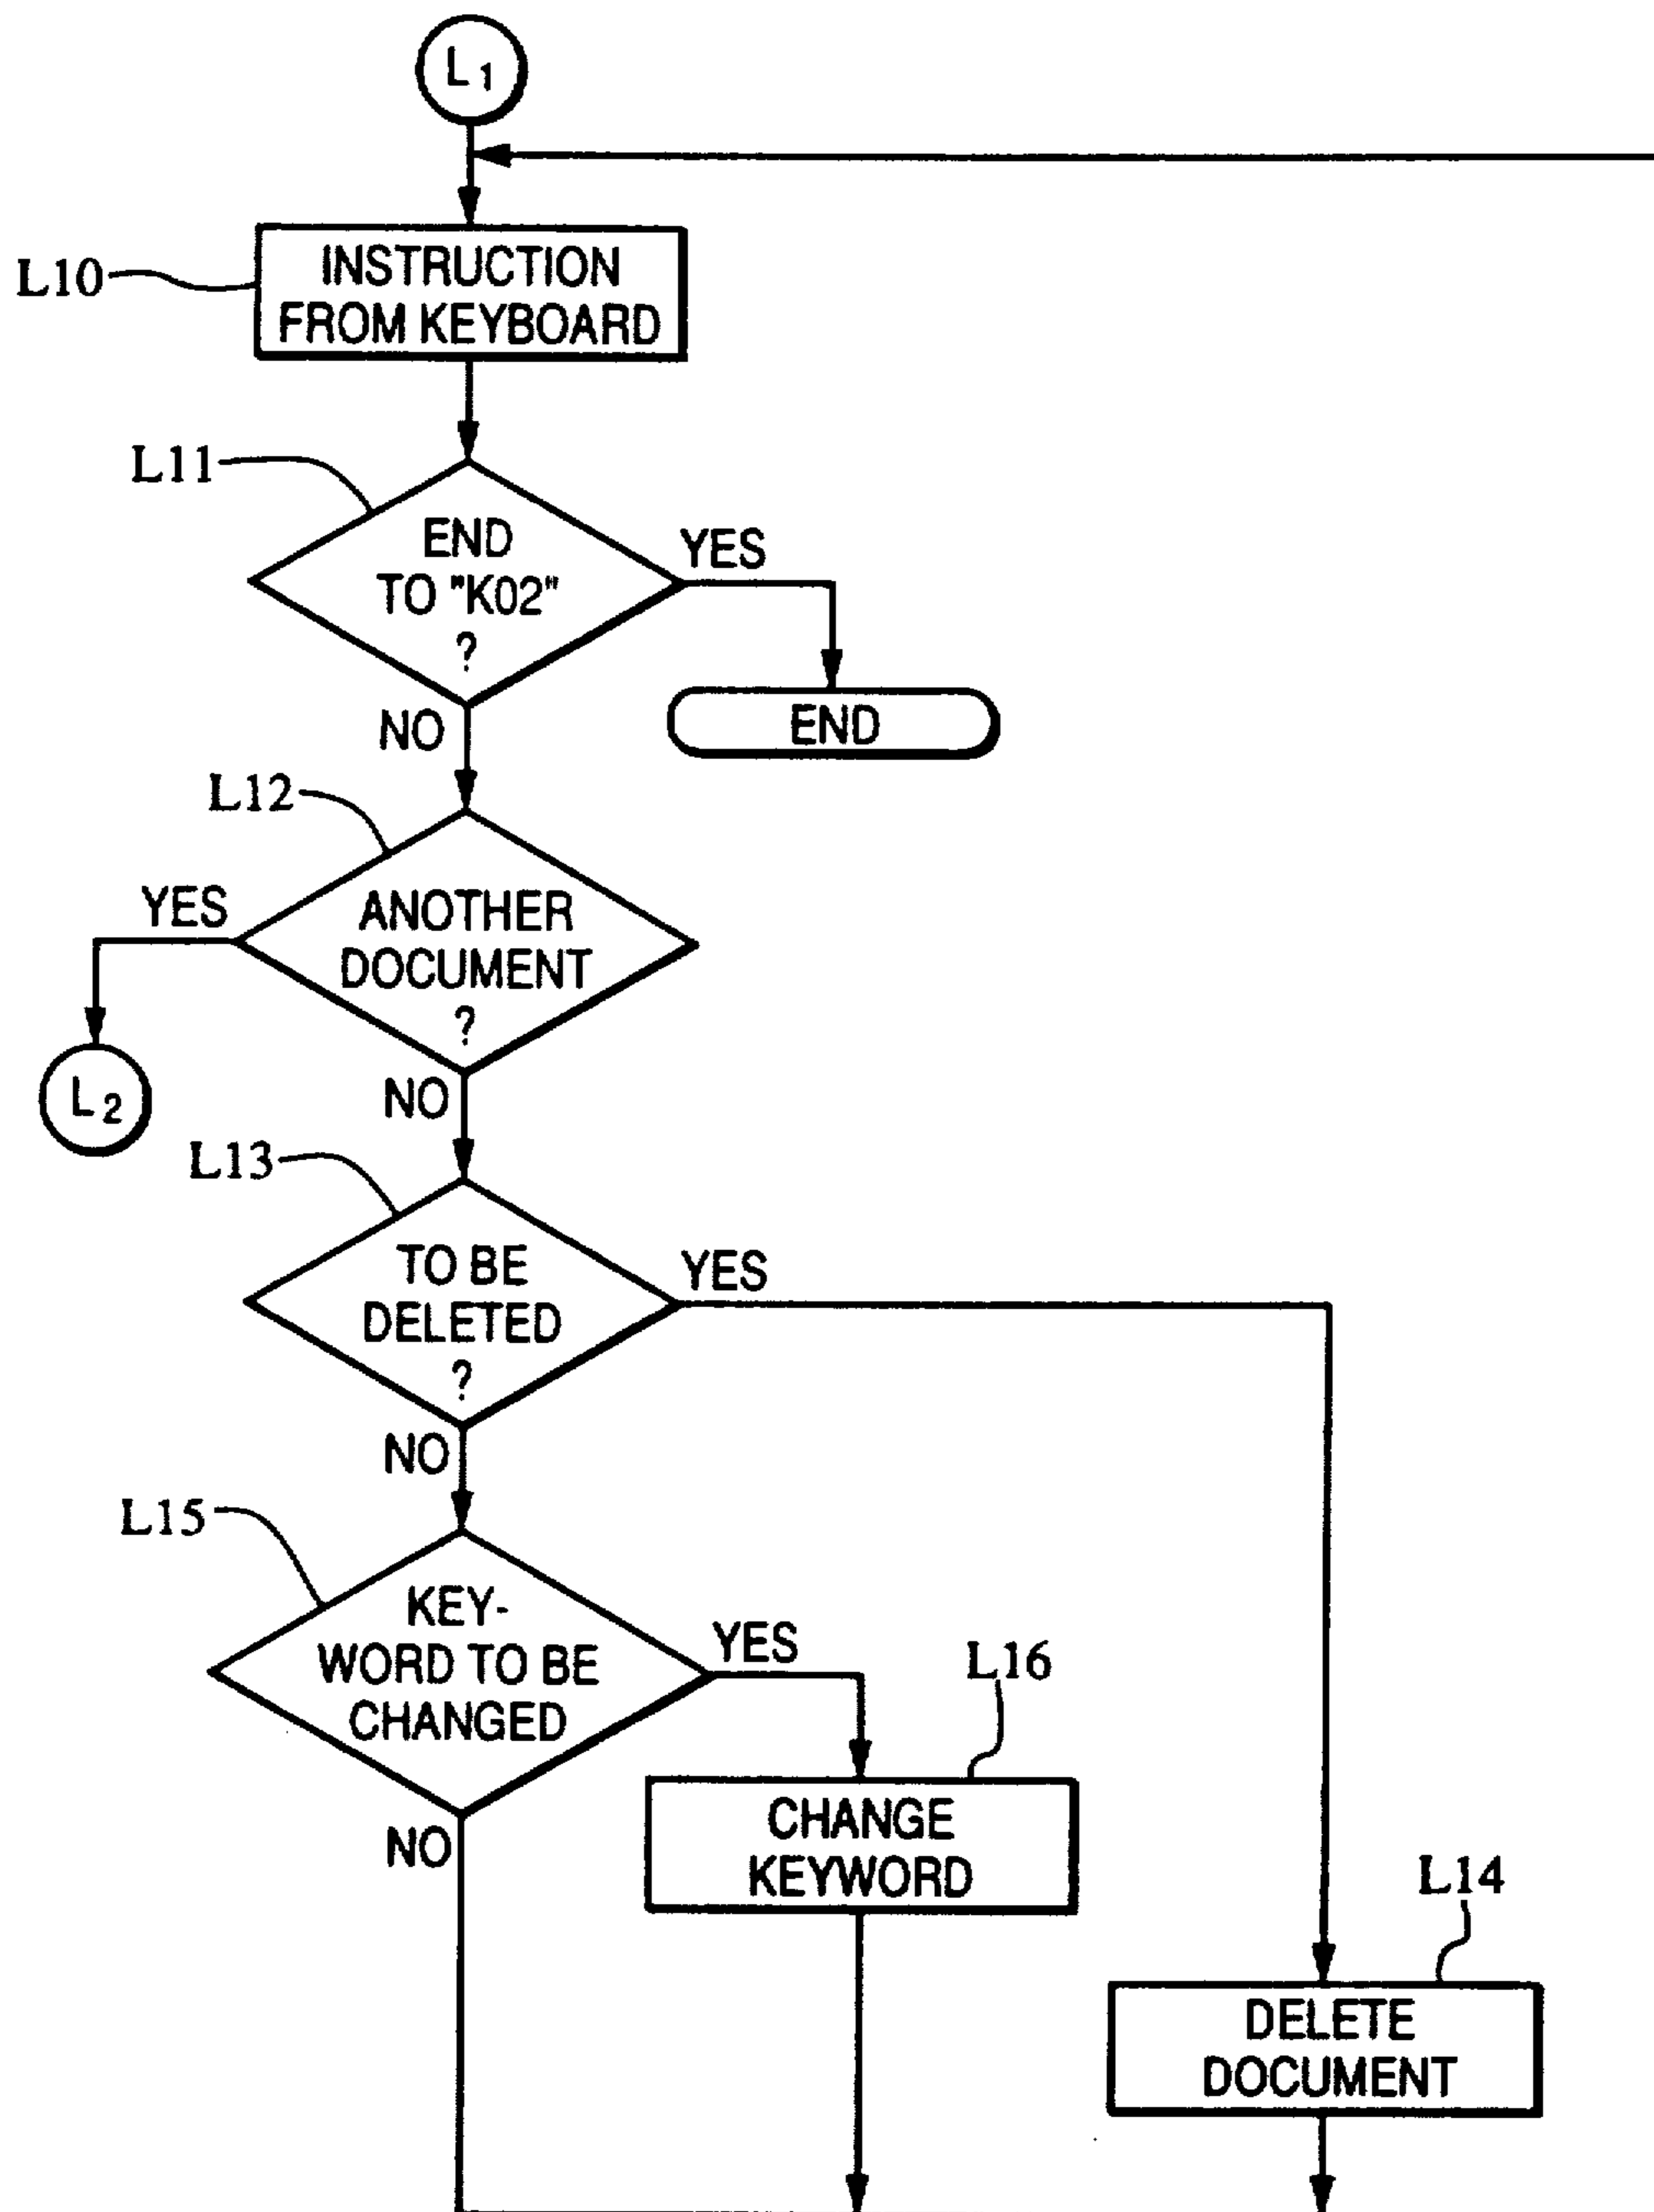 L1
L10
INSTRUCTION
FROM KEYBOARD
L11
END
TO "K02"
?
YES
END
NO
L12
ANOTHER
DOCUMENT
?
YES
L2
NO
L13
TO BE
DELETED
?
YES
NO
L15
KEY-
WORD TO BE
CHANGED
YES
L16
NO
CHANGE
KEYWORD
L14
DELETE
DOCUMENT